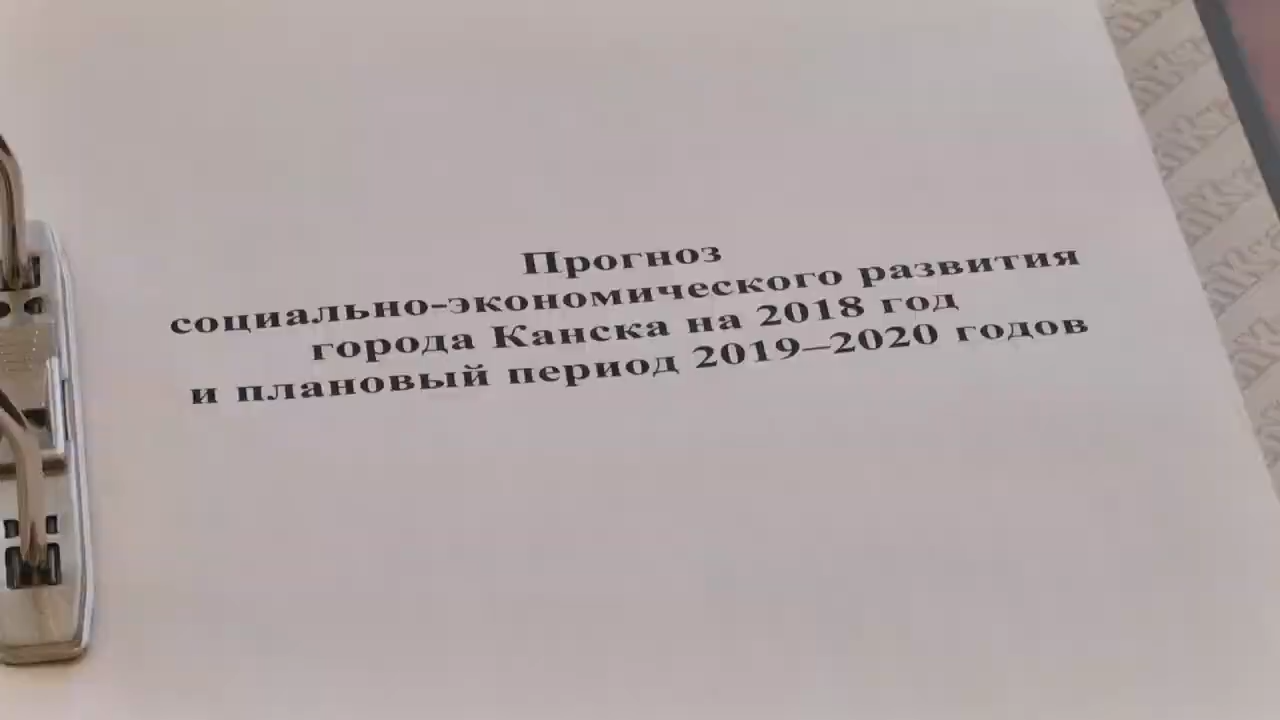 Прогноз
социально-экономического развития
города Канска на 2018 год
и плановый период 2019–2020 годов